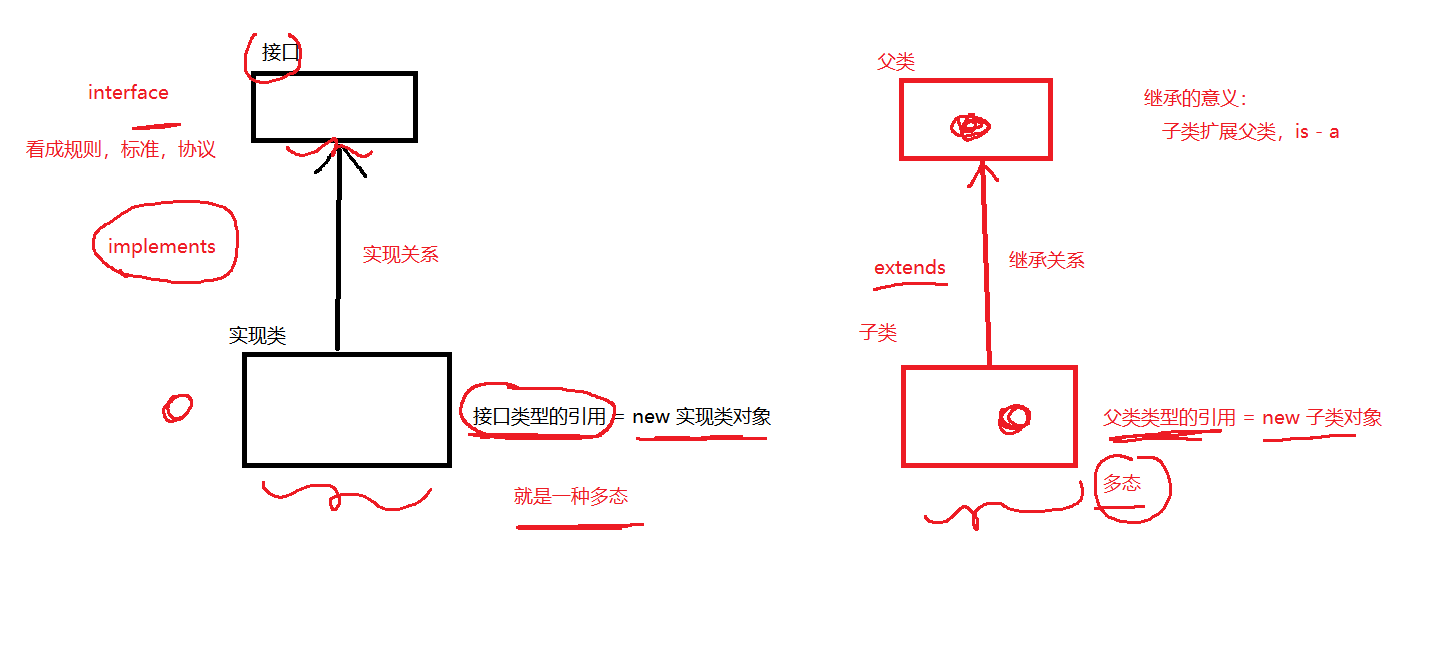 接口
interface
看成规则，标准，协议
implements
实现关系
实现类
接口类型的引用 = new 实现类对象
就是一种多态
父类
继承的意义：
子类扩展父类，is - a
继承关系
extends
子类
父类类型的引用 = new 子类对象
多态